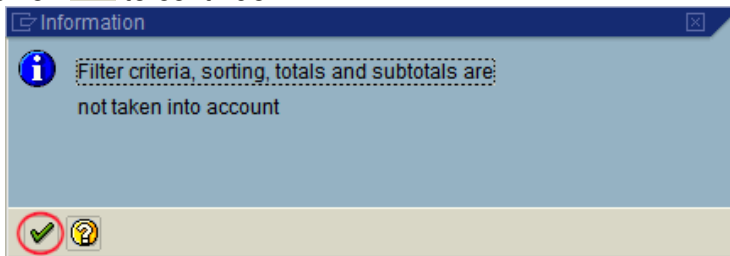 Information
Filter criteria, sorting, totals and subtotals are
not taken into account